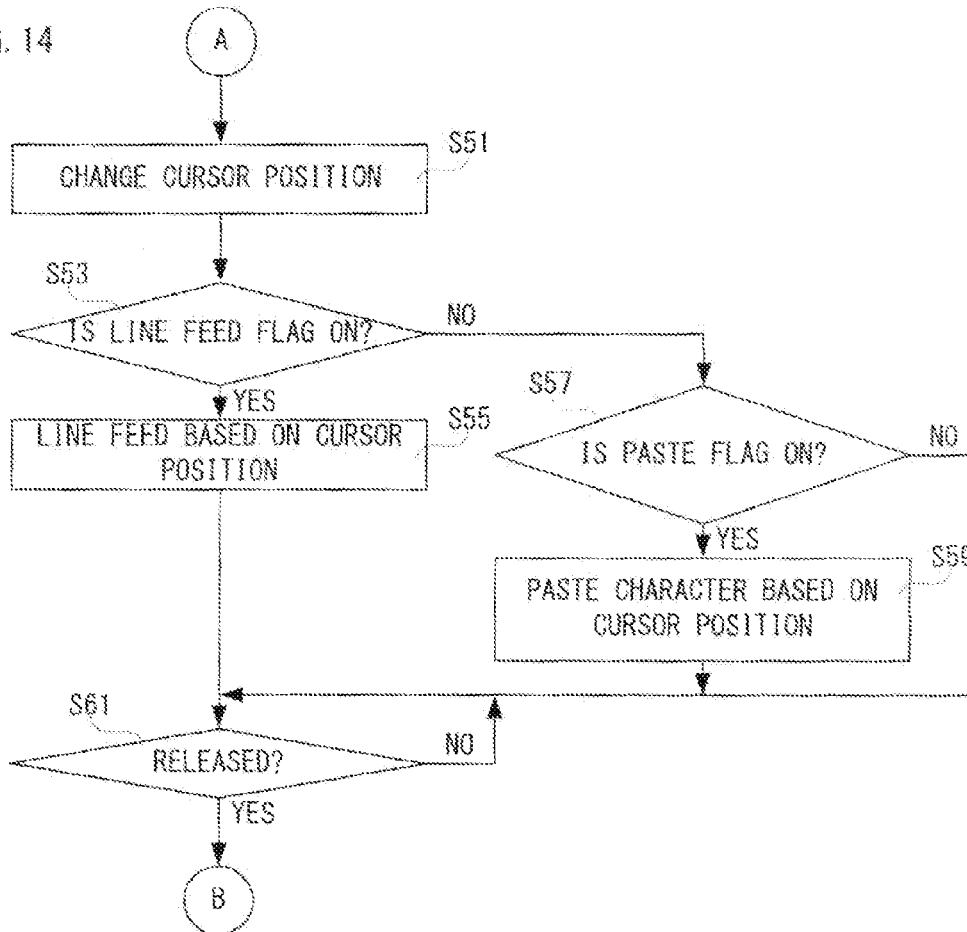 . 14
A
S51
CHANGE CURSOR POSITION
S53
IS LINE FEED FLAG ON?
NO
YES
S55
LINE FEED BASED ON CURSOR
POSITION
S57
IS PASTE FLAG ON?
NO
YES
S59
PASTE CHARACTER BASED ON
CURSOR POSITION
S61
RELEASED?
NO
YES
B